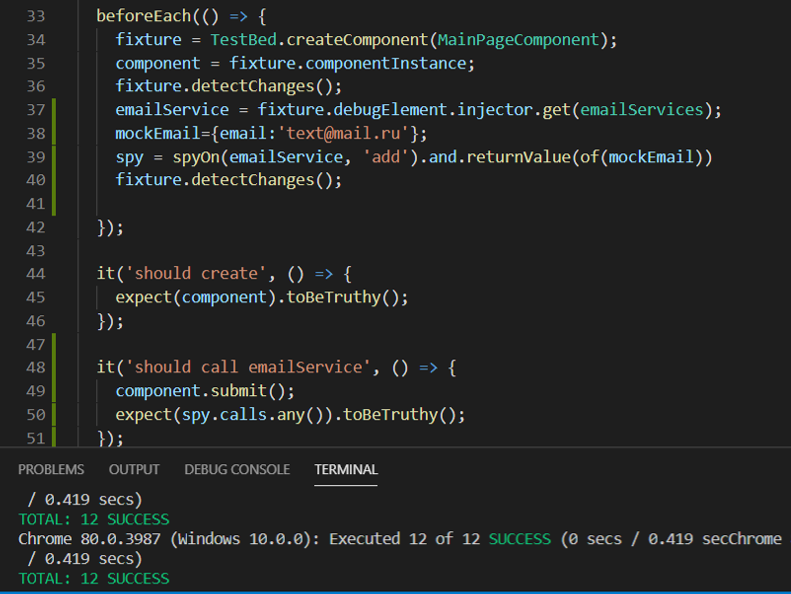 33 beforeEach(() => {
34 fixture = TestBed.createComponent(MainPageComponent);
35 component = fixture.componentInstance;
36 fixture.detectChanges();
37 emailService = fixture.debugElement.injector.get(emailServices);
38 mockEmail={email:'text@mail.ru'};
39 spy = spyOn(emailService, 'add').and.returnValue(of(mockEmail))
40 fixture.detectChanges();
41
42 });
43
44 it('should create', () => {
45 expect(component).toBeTruthy();
46 });
47
48 it('should call emailService', () => {
49 component.submit();
50 expect(spy.calls.any()).toBeTruthy();
51 });
PROBLEMS OUTPUT DEBUG CONSOLE TERMINAL
/ 0.419 secs)
TOTAL: 12 SUCCESS
Chrome 80.0.3987 (Windows 10.0.0): Executed 12 of 12 SUCCESS (0 secs / 0.419 secChrome
/ 0.419 secs)
TOTAL: 12 SUCCESS